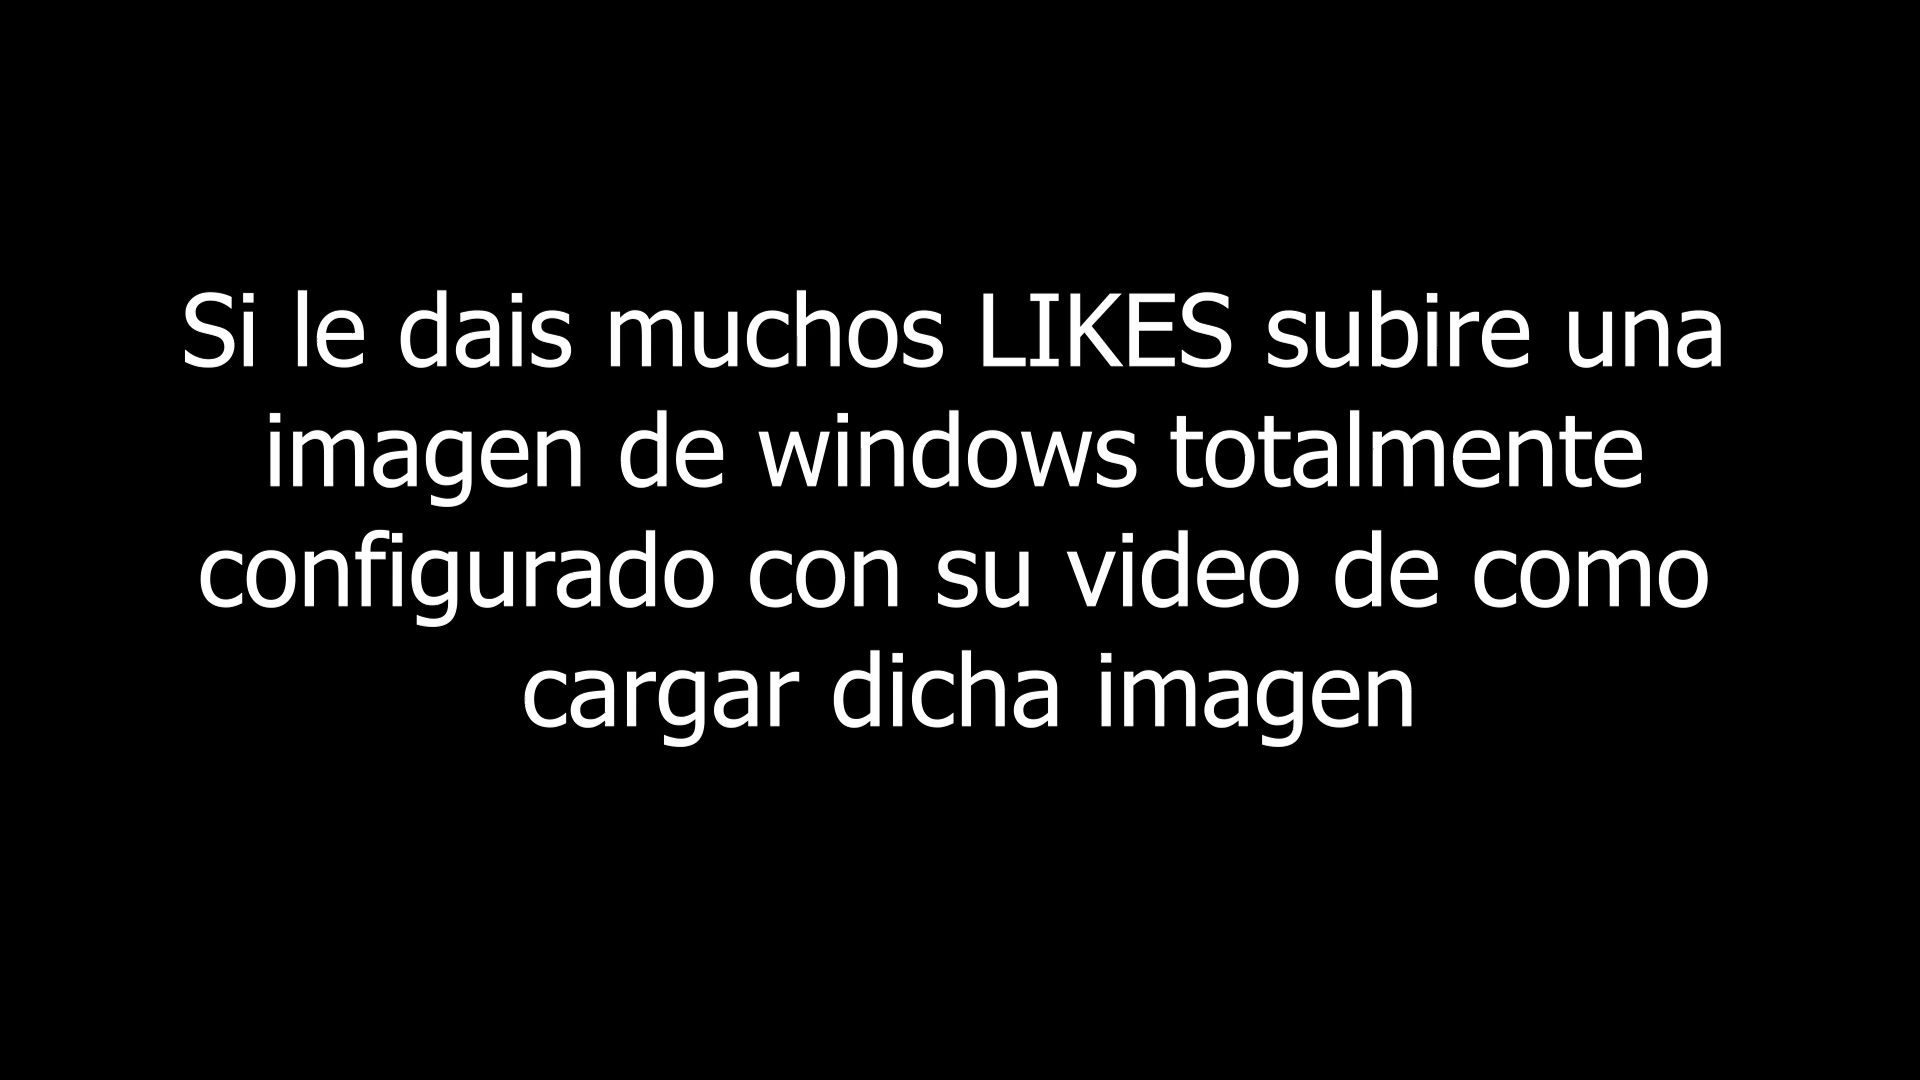 Si le dais muchos LIKES subire una
imagen de windows totalmente
configurado con su video de como
cargar dicha imagen